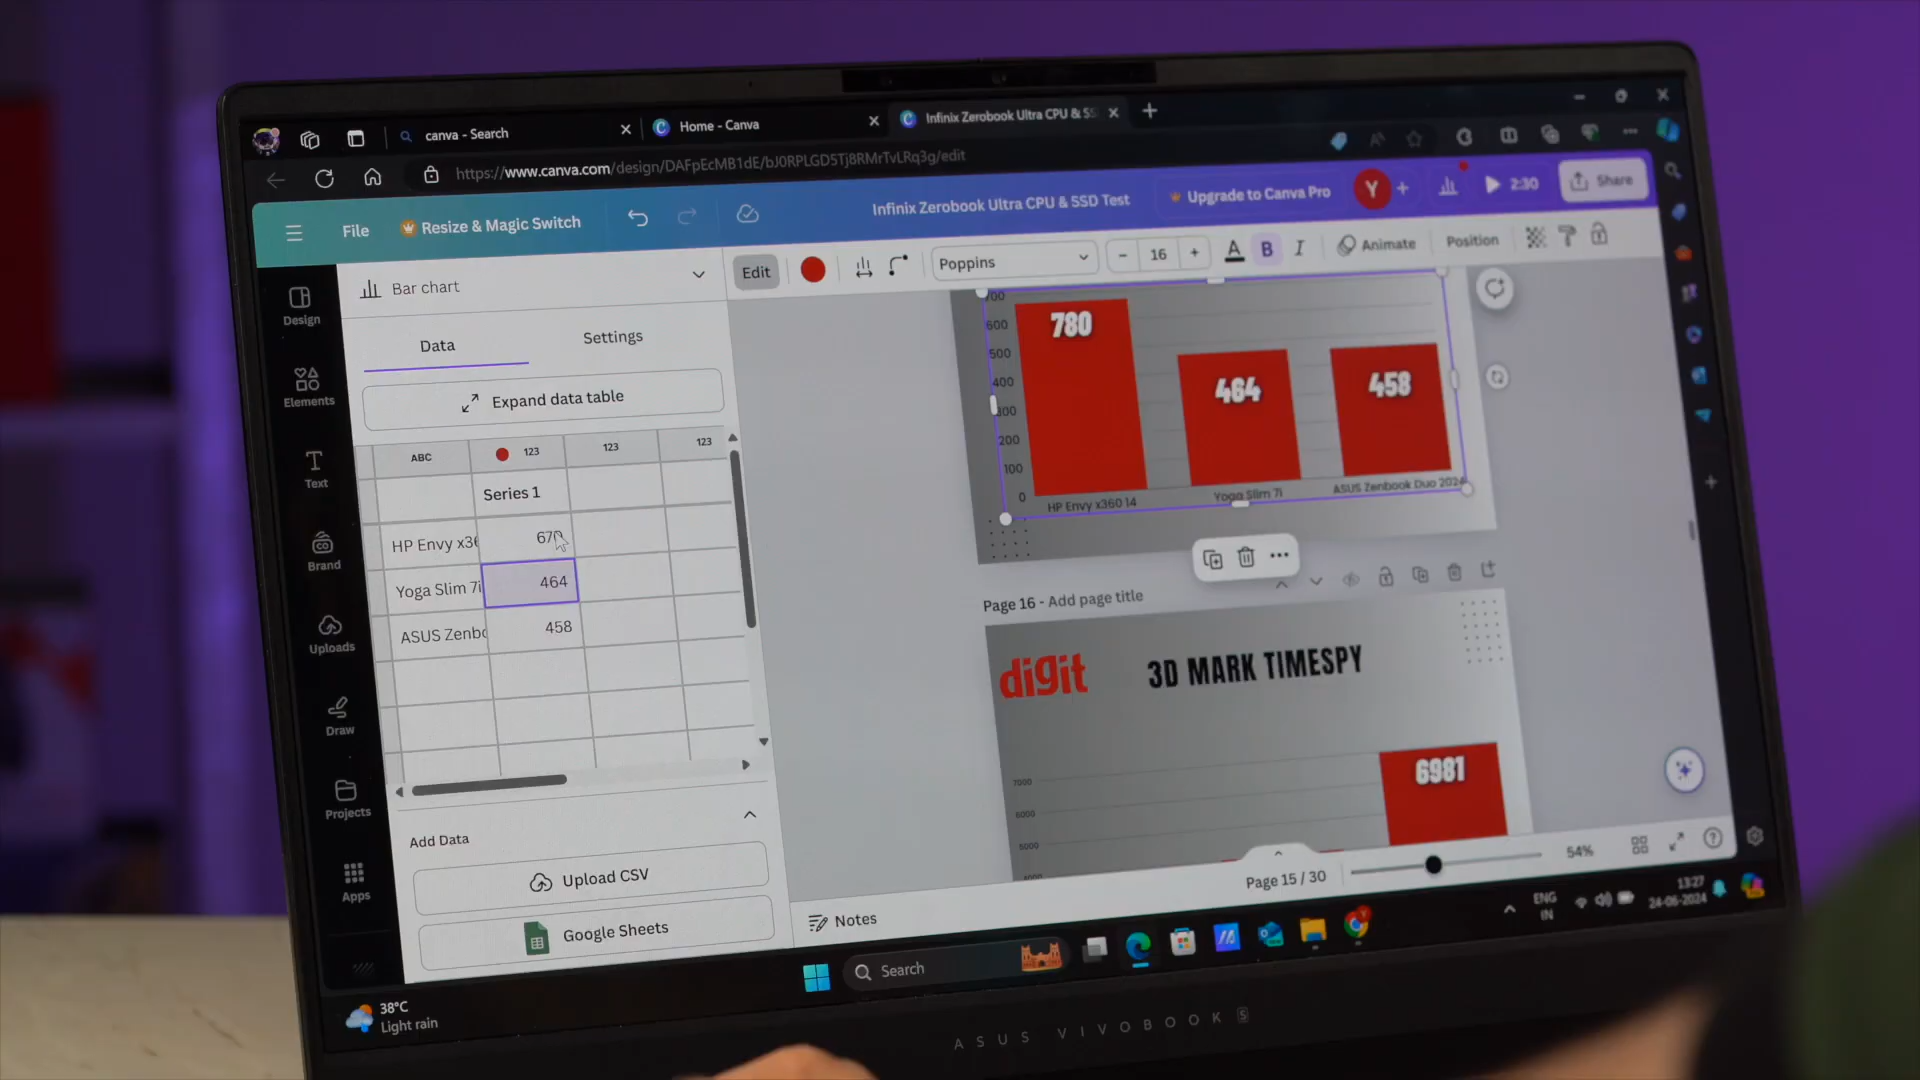 canva - Search
Home - Canva
Infinix Zerobook Ultra CPU & SS
https://www.canva.com/design/DAFpEcMB1dE/bJ0RPLGD5Tj8RMrTvLRq3g/edit
File
Resize & Magic Switch
Infinix Zerobook Ultra CPU & SSD Test
Upgrade to Canva Pro
Y
2:30
Share
Bar chart
Edit
Poppins
16
A
B
I
Animate
Position
Design
Elements
Text
Brand
Uploads
Draw
Projects
Apps
Data
Settings
Expand data table
ABC
123
123
123
Series 1
HP Envy x36
670
Yoga Slim 7i
464
ASUS Zenbo
458
Add Data
Upload CSV
Google Sheets
700
600
500
400
300
200
100
0
780
464
458
HP Envy x360 14
Yoga Slim 7i
ASUS Zenbook Duo 2024
Page 16 - Add page title
digit
3D MARK TIMESPY
7000
6000
5000
4000
6981
Notes
Page 15 / 30
54%
38°C
Light rain
Search
ENG
IN
13:27
24-06-2024
ASUS VIVOBOOK S